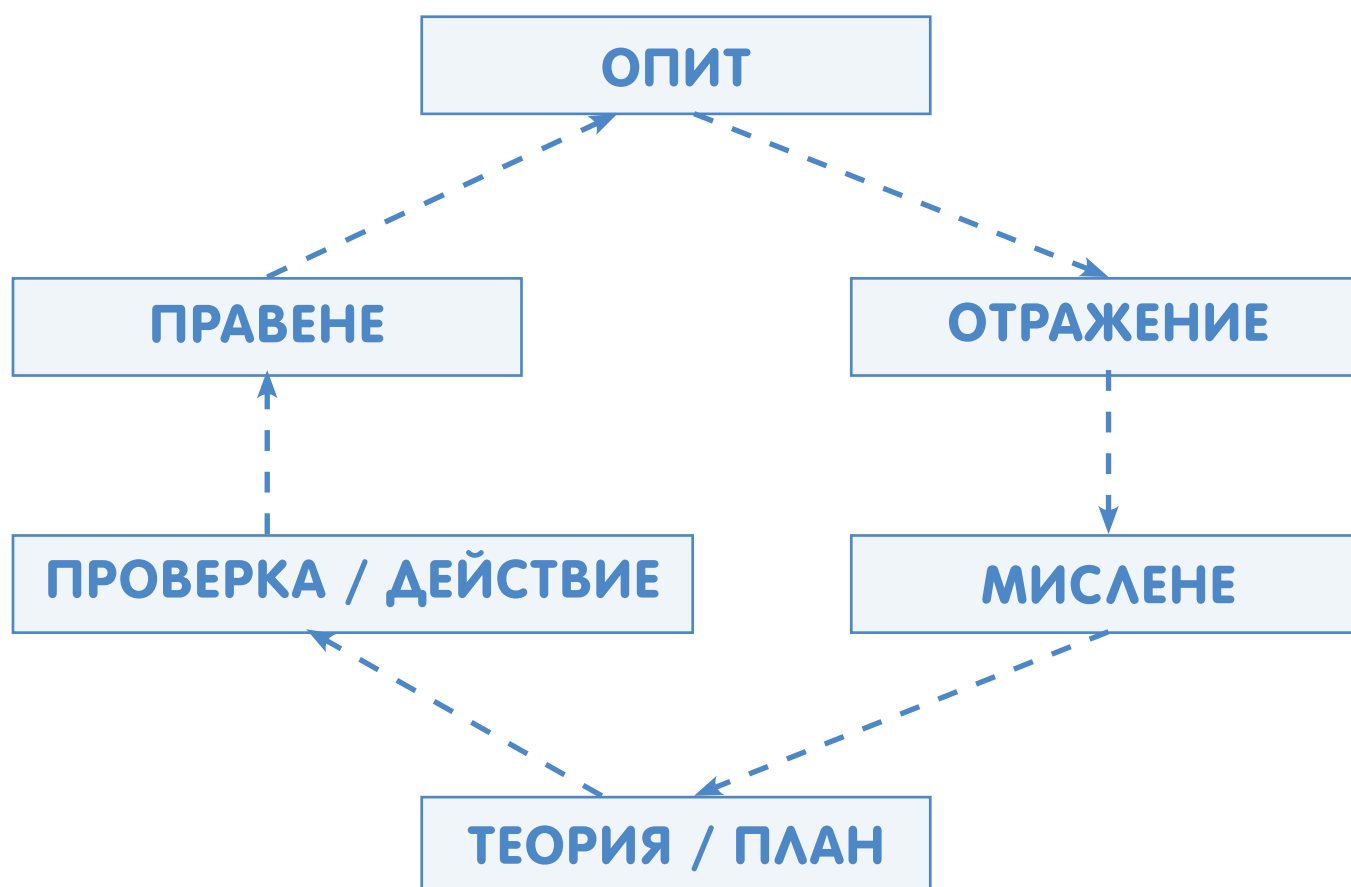 ОПИТ
ПРАВЕНЕ
ОТРАЖЕНИЕ
ПРОВЕРКА / ДЕЙСТВИЕ
МИСЛЕНЕ
ТЕОРИЯ / ПЛАН